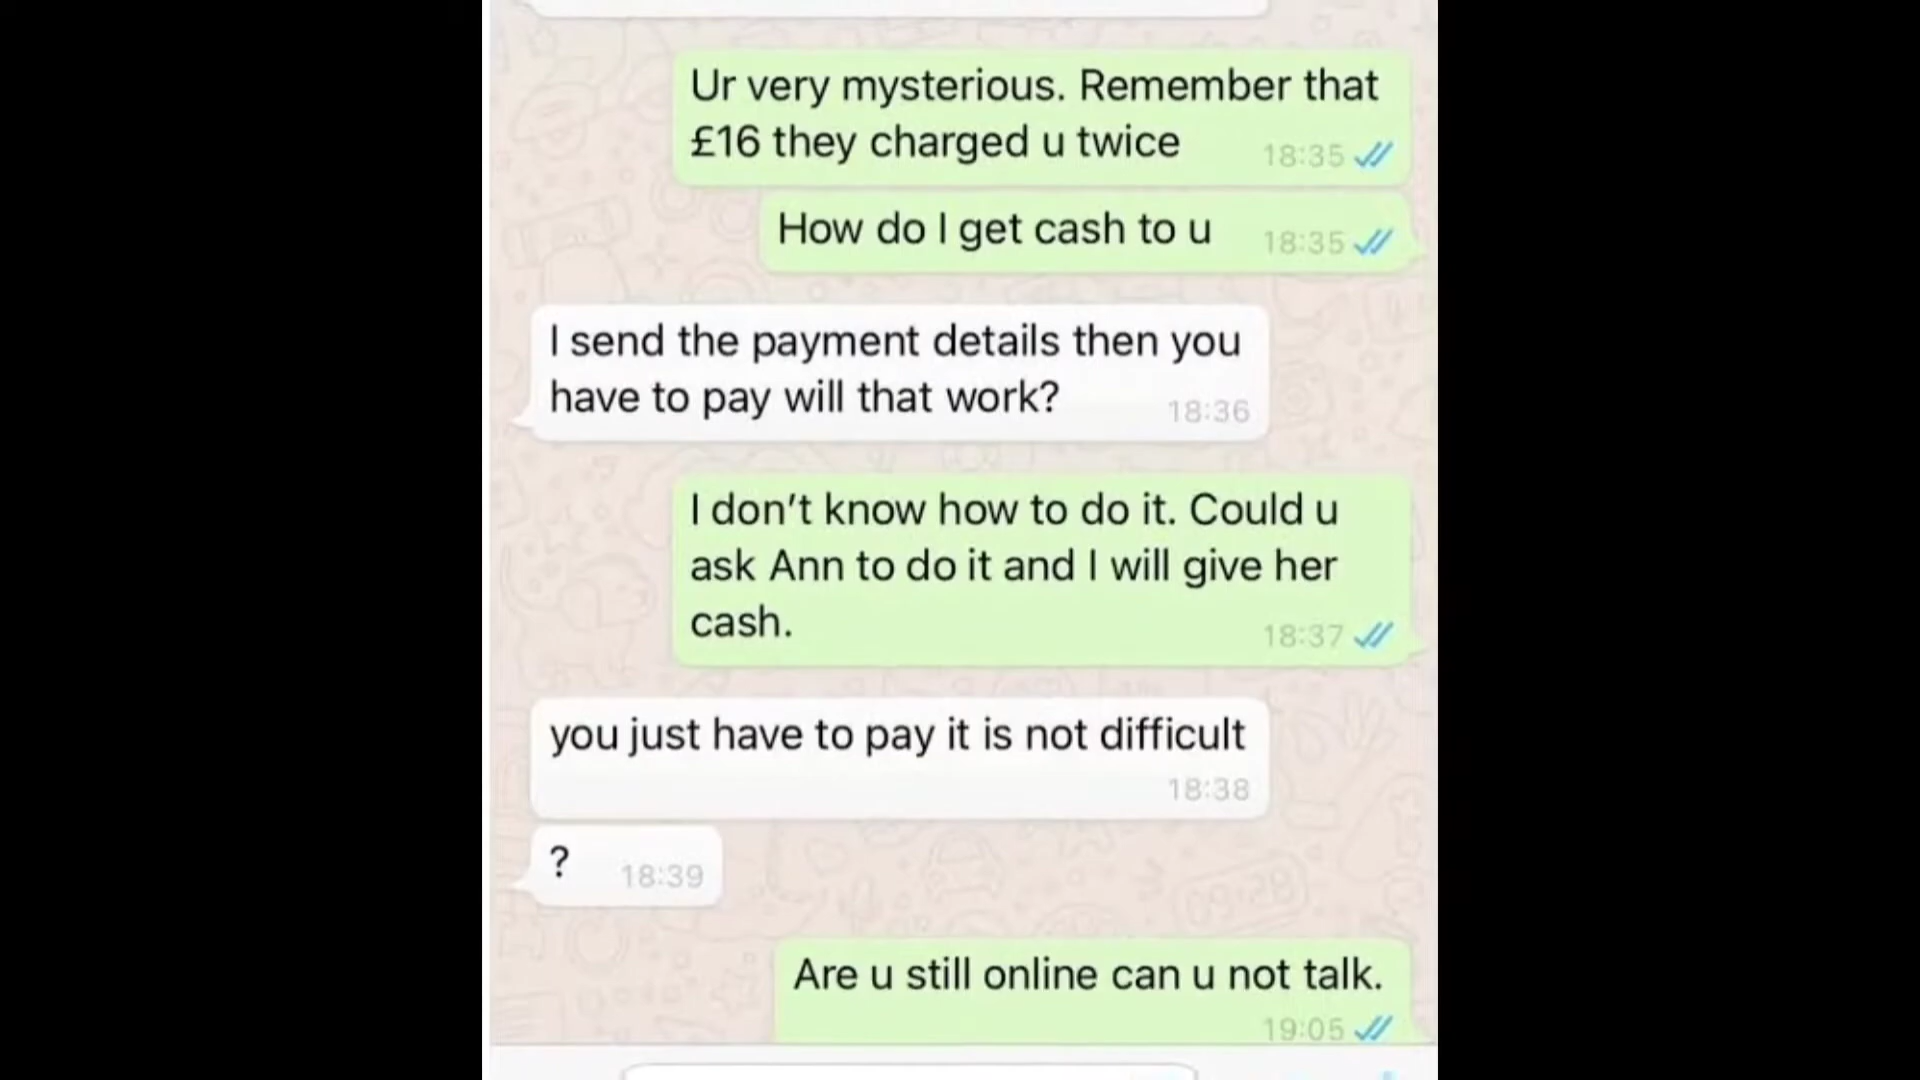 Ur very mysterious. Remember that
£16 they charged u twice
18:35
How do I get cash to u
18:35
I send the payment details then you
have to pay will that work?
18:36
I don't know how to do it. Could u
ask Ann to do it and I will give her
cash.
18:37
you just have to pay it is not difficult
18:38
?
18:39
Are u still online can u not talk.
19:05